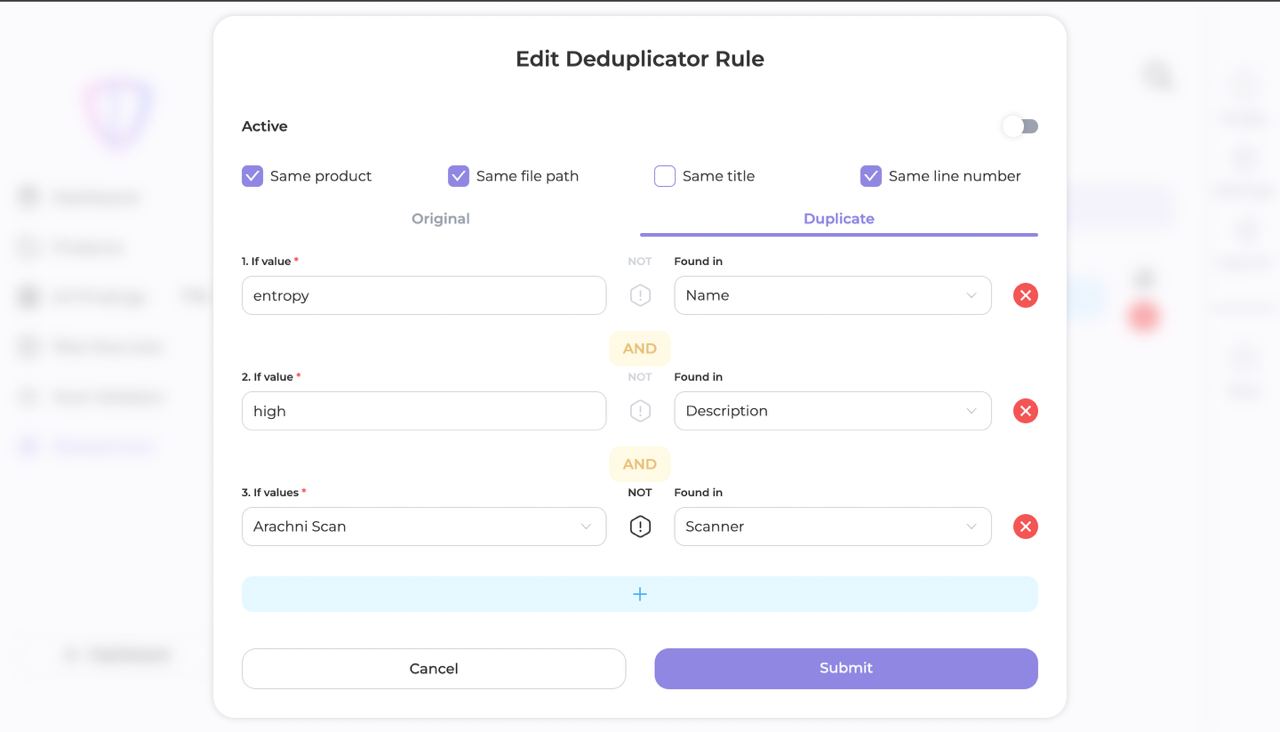 Edit Deduplicator Rule
Active
Same product Same file path Same title Same line number
Original Duplicate
1. If value * NOT Found in
entropy Name
AND
2. If value * NOT Found in
high Description
AND
3. If values * NOT Found in
Arachni Scan Scanner
+
Cancel Submit